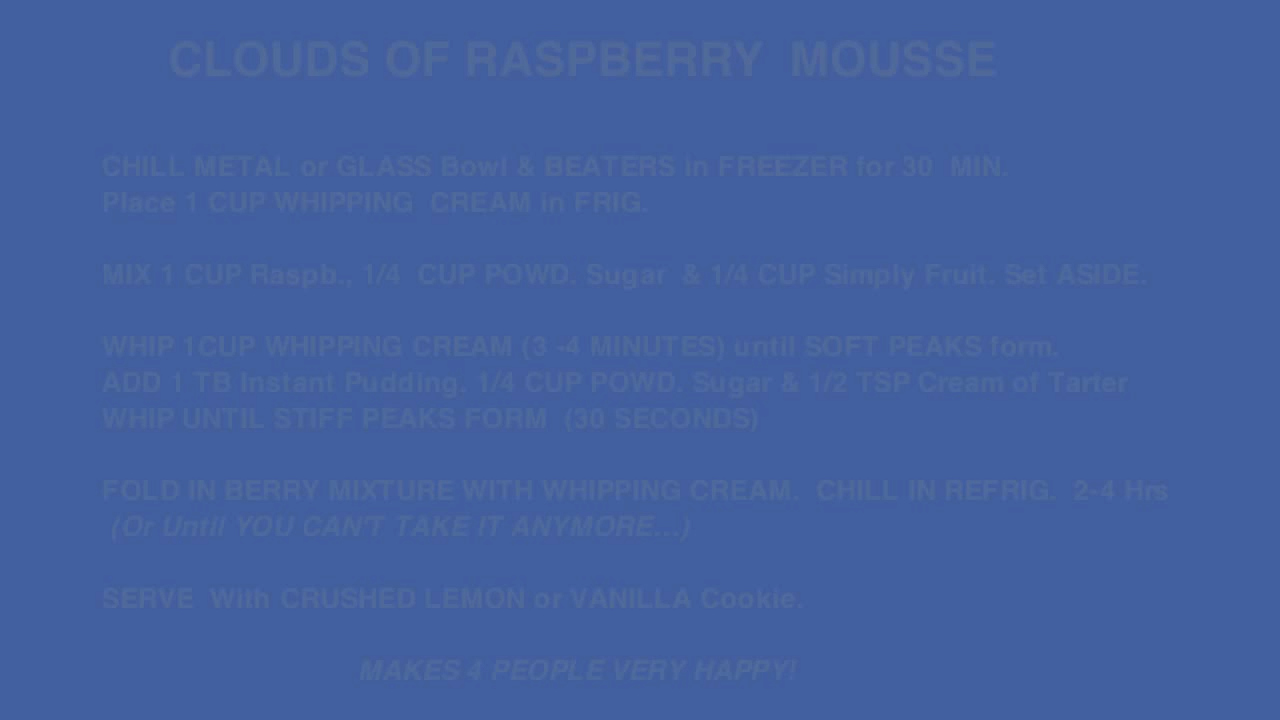 CLOUDS OF RASPBERRY  MOUSSE
CHILL METAL or GLASS Bowl & BEATERS in FREEZER for 30  MIN.
Place 1 CUP WHIPPING  CREAM in FRIG.
MIX 1 CUP Raspb., 1/4  CUP POWD. Sugar  & 1/4 CUP Simply Fruit. Set ASIDE.
WHIP 1CUP WHIPPING CREAM (3 -4 MINUTES) until SOFT PEAKS form.
ADD 1 TB Instant Pudding. 1/4 CUP POWD. Sugar & 1/2 TSP Cream of Tarter
WHIP UNTIL STIFF PEAKS FORM  (30 SECONDS)
FOLD IN BERRY MIXTURE WITH WHIPPING CREAM.  CHILL IN REFRIG.  2-4 Hrs
(Or Until YOU CAN'T TAKE IT ANYMORE...)
SERVE  With CRUSHED LEMON or VANILLA Cookie.
MAKES 4 PEOPLE VERY HAPPY!